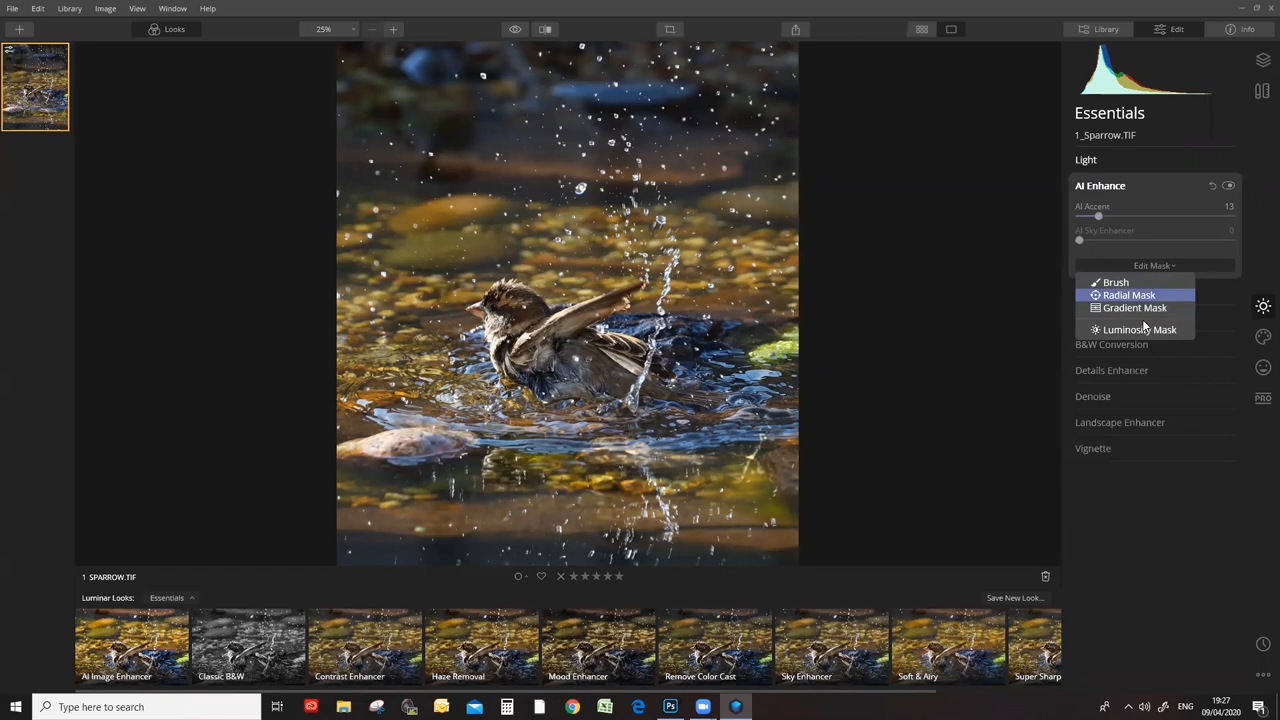 File Edit Library Image View Window Help
Looks 25% Library Edit Info
Essentials
1_Sparrow.TIF
Light
AI Enhance
AI Accent 13
AI Sky Enhancer 0
Edit Mask
Brush
Radial Mask
Gradient Mask
Luminosity Mask
B&W Conversion
Details Enhancer
Denoise
Landscape Enhancer
Vignette
PRO
1 SPARROW.TIF
Luminar Looks: Essentials Save New Look...
AI Image Enhancer Classic B&W Contrast Enhancer Haze Removal Mood Enhancer Remove Color Cast Sky Enhancer Soft & Airy Super Sharp
Type here to search
ENG
19:27
09/04/2020